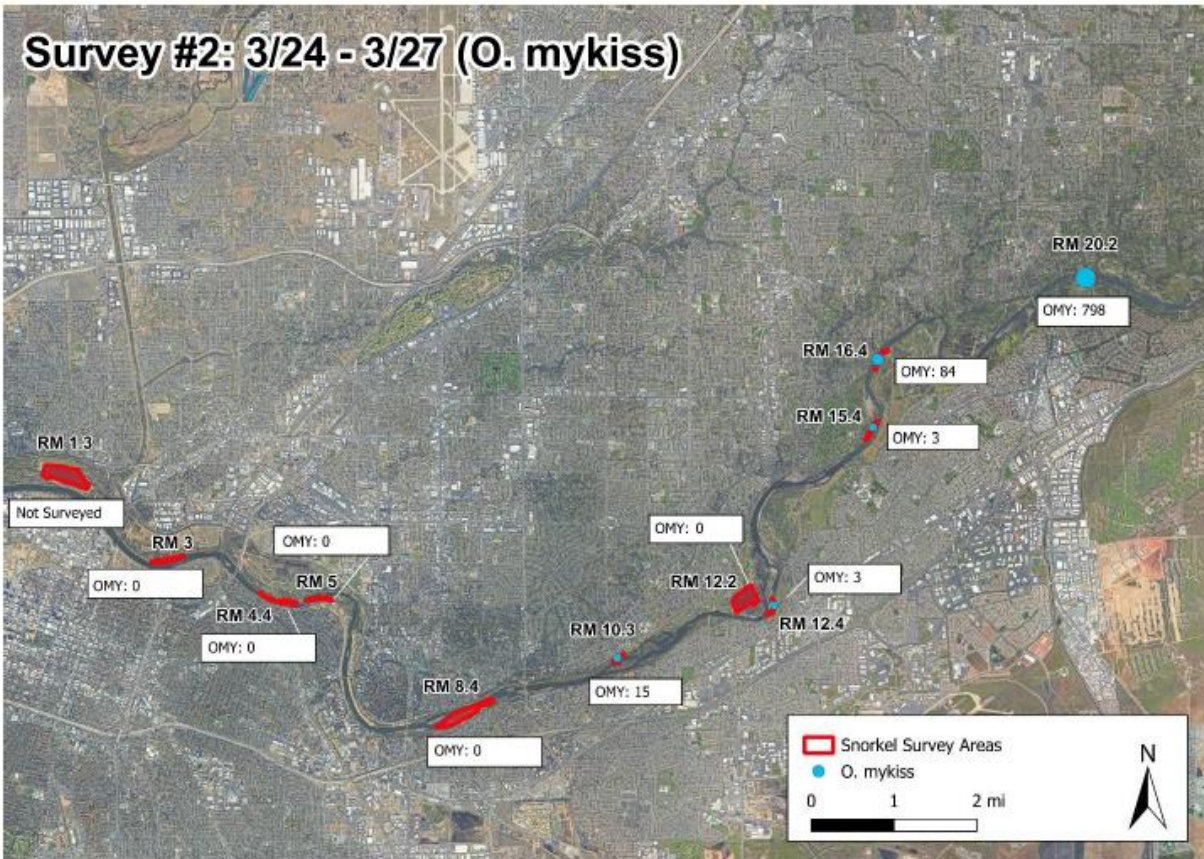 Survey #2: 3/24 - 3/27 (O. mykiss)
RM 20.2
OMY: 798
RM 16.4
OMY: 84
RM 15.4
OMY: 3
RM 1.3
Not Surveyed
RM 3
OMY: 0
OMY: 0
RM 5
RM 4.4
OMY: 0
OMY: 0
RM 12.2
OMY: 3
RM 12.4
RM 10.3
OMY: 15
RM 8.4
OMY: 0
Snorkel Survey Areas
O. mykiss
0 1 2 mi
N